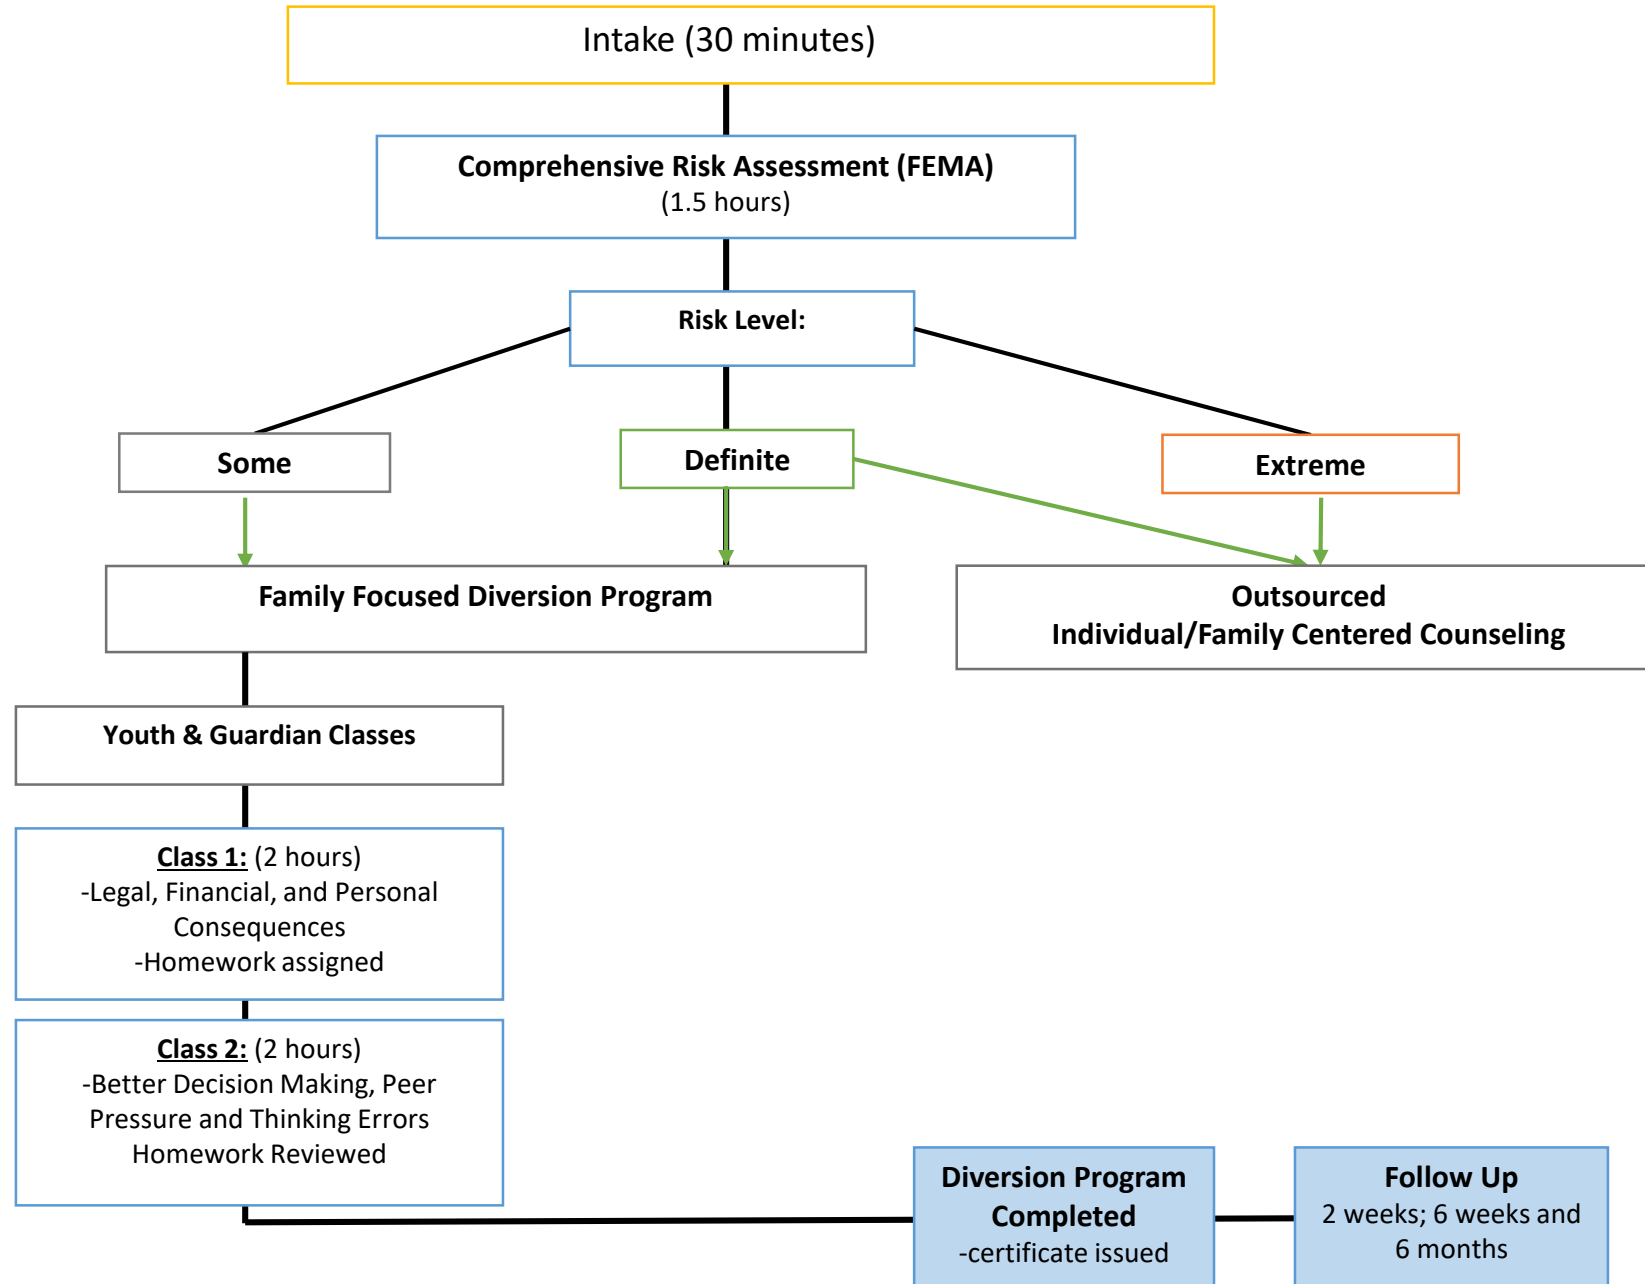 Intake (30 minutes)
Comprehensive Risk Assessment (FEMA)
(1.5 hours)
Risk Level:
Some
Definite
Extreme
Family Focused Diversion Program
Outsourced
Individual/Family Centered Counseling
Youth & Guardian Classes
Class 1: (2 hours)
-Legal, Financial, and Personal
Consequences
-Homework assigned
Class 2: (2 hours)
-Better Decision Making, Peer
Pressure and Thinking Errors
Homework Reviewed
Diversion Program
Completed
-certificate issued
Follow Up
2 weeks; 6 weeks and
6 months